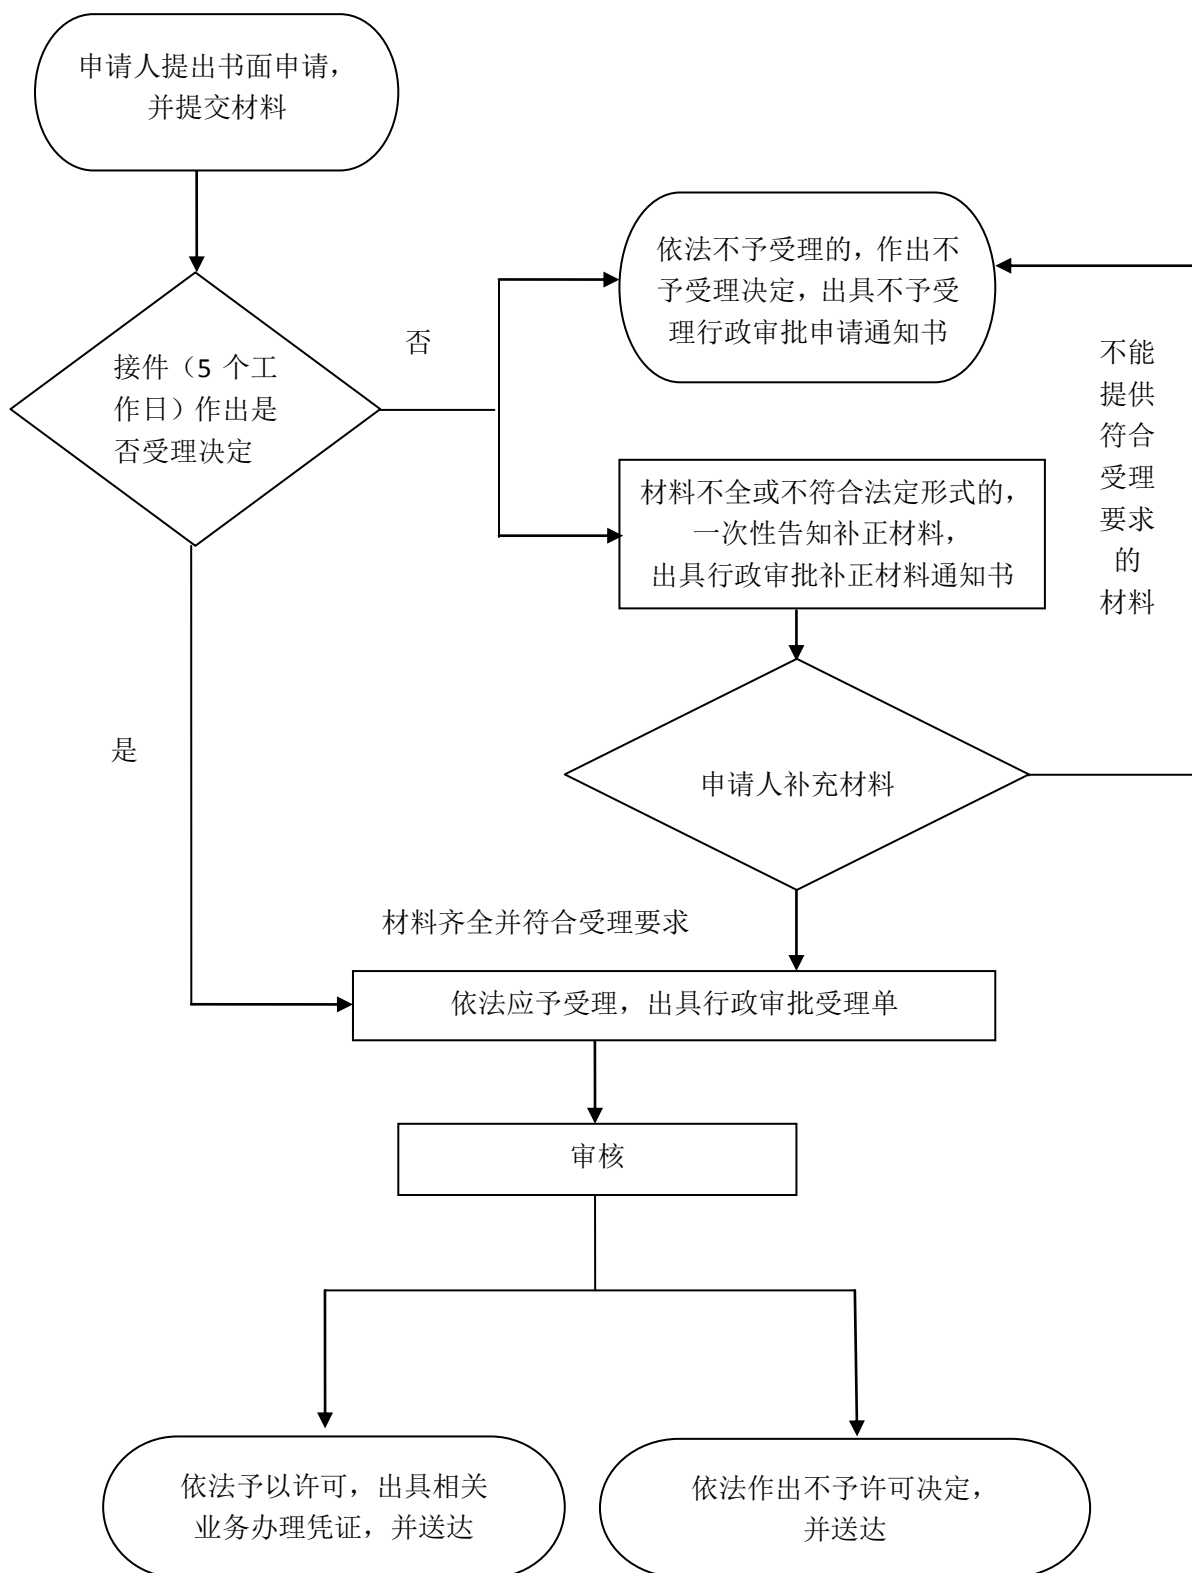 申请人提出书面申请，
并提交材料
依法不予受理的，作出不
予受理决定，出具不予受
理行政审批申请通知书
否
接件（5 个工
作日）作出是
否受理决定
不能
提供
符合
受理
要求
的
材料
材料不全或不符合法定形式的，
一次性告知补正材料，
出具行政审批补正材料通知书
是
申请人补充材料
材料齐全并符合受理要求
依法应予受理，出具行政审批受理单
审核
依法予以许可，出具相关
业务办理凭证，并送达
依法作出不予许可决定，
并送达